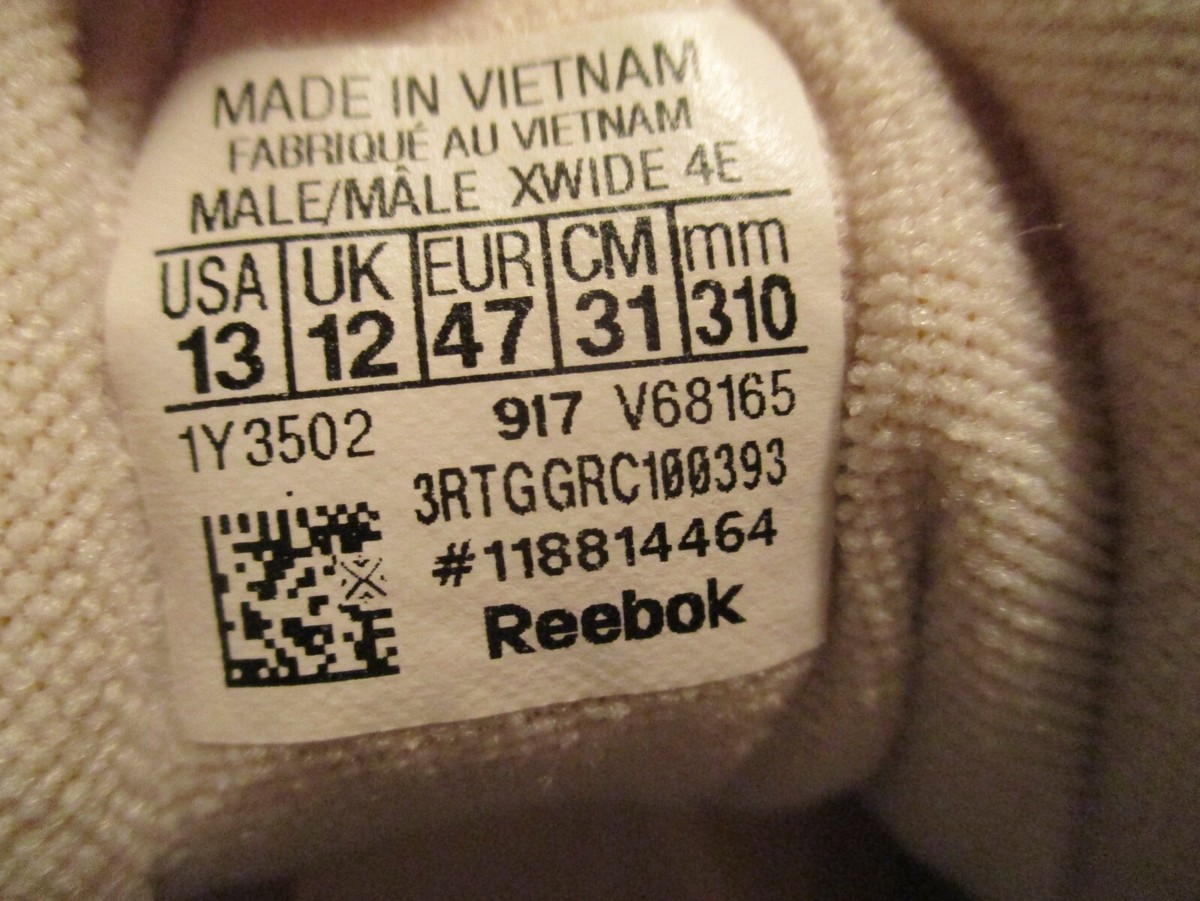 MADE IN VIETNAM
FABRIQUÉ AU VIETNAM
MALE/MÂLE XWIDE 4E
USA UK EUR CM mm
13 12 47 31 310
1Y3502 917 V68165
3RTGGRC100393
#118814464
Reebok